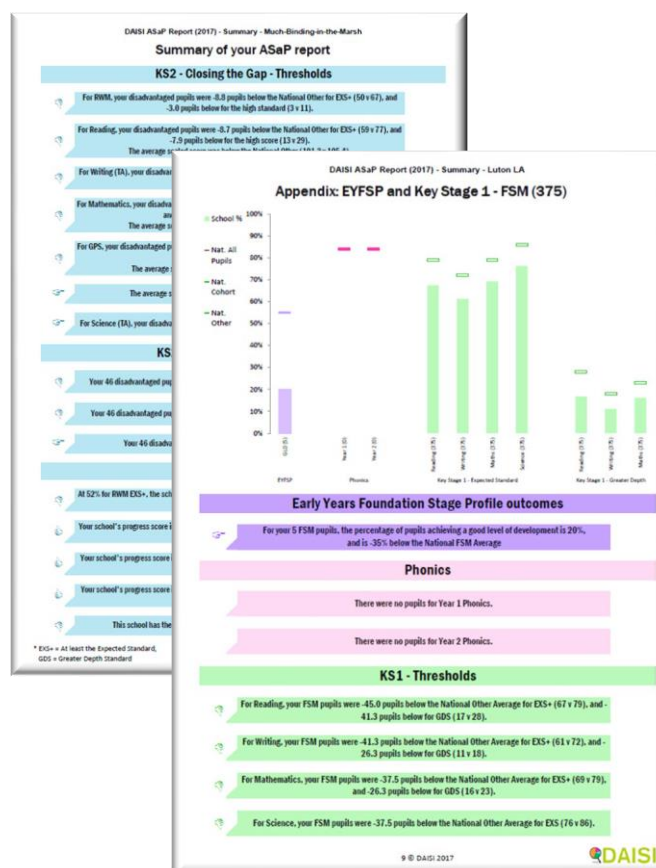 DAISI ASaP Report (2017) - Summary - Much-Binding-in-the-Marsh
Summary of your ASaP report
KS2 - Closing the Gap - Thresholds
For RWM, your disadvantaged pupils were -8.8 pupils below the National Other for EXS+ (50 v 67), and
-3.0 pupils below for the high standard (3 v 11).
For Reading, your disadvantaged pupils were -8.7 pupils below the National Other for EXS+ (59 v 77), and
-7.9 pupils below for the high score (13 v 29).
The average scaled score was below the National Other
For Writing (TA), your disadva
For Mathematics, your disadva
an
The average s
For GPS, your disadvantaged p
The average
The average s
For Science (TA), your disadva
KS
Your 46 disadvantaged pu
Your 46 disadvantaged pu
Your 46 disadva
At 52% for RWM EXS+, the sch
Your school's progress score i
Your school's progress score
Your school's progress score
This school has the
* EXS+ = At least the Expected Standard,
GDS = Greater Depth Standard
DAISI ASaP Report (2017) - Summary - Luton LA
Appendix: EYFSP and Key Stage 1 - FSM (375)
School %
Nat. All
Pupils
Nat.
Cohort
Nat.
Other
100%
90%
80%
70%
60%
50%
40%
30%
20%
10%
0%
GLD (5)
Year 1 (0)
Year 2 (0)
Reading (375)
Writing (375)
Maths (375)
Science (375)
Reading (375)
Writing (375)
Maths (375)
EYFSP
Phonics
Key Stage 1 - Expected Standard
Key Stage 1 - Greater Depth
Early Years Foundation Stage Profile outcomes
For your 5 FSM pupils, the percentage of pupils achieving a good level of development is 20%,
and is -35% below the National FSM Average
Phonics
There were no pupils for Year 1 Phonics.
There were no pupils for Year 2 Phonics.
KS1 - Thresholds
For Reading, your FSM pupils were -45.0 pupils below the National Other Average for EXS+ (67 v 79), and -
41.3 pupils below for GDS (17 v 28).
For Writing, your FSM pupils were -41.3 pupils below the National Other Average for EXS+ (61 v 72), and -
26.3 pupils below for GDS (11 v 18).
For Mathematics, your FSM pupils were -37.5 pupils below the National Other Average for EXS+ (69 v 79),
and -26.3 pupils below for GDS (16 v 23).
For Science, your FSM pupils were -37.5 pupils below the National Other Average for EXS (76 v 86).
9 © DAISI 2017
DAISI